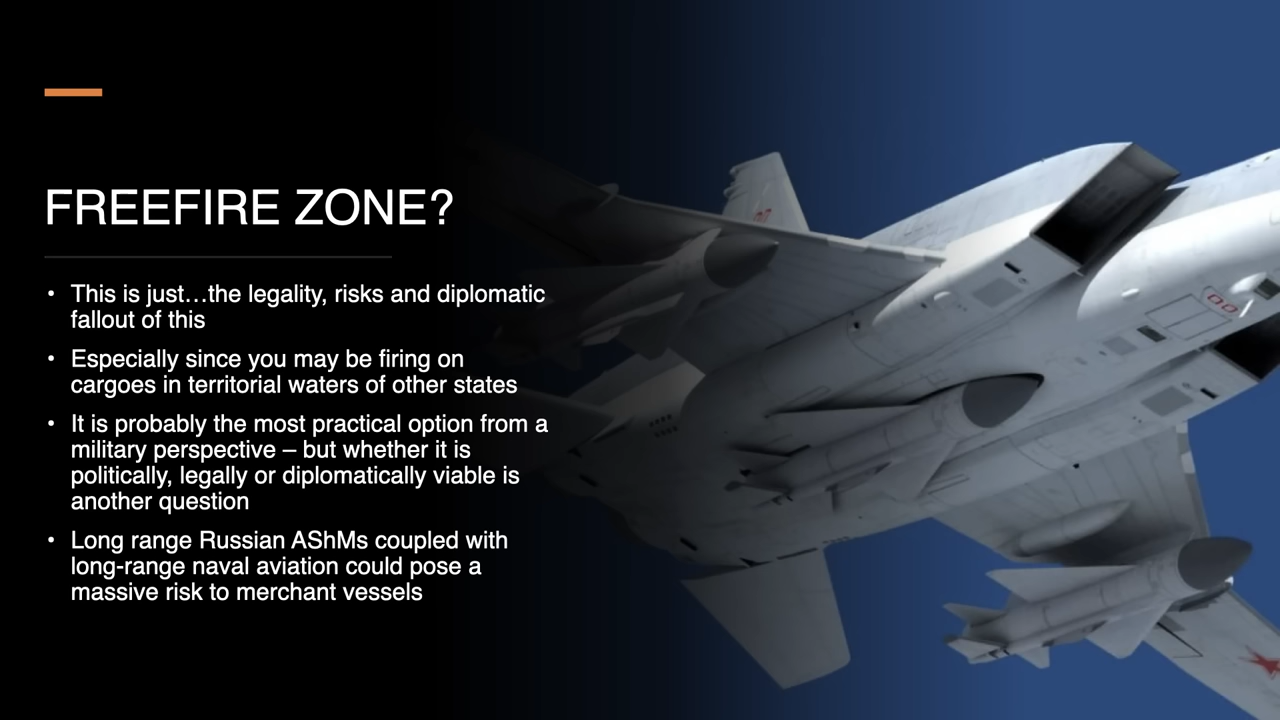 FREEFIRE ZONE?
• This is just…the legality, risks and diplomatic
fallout of this
• Especially since you may be firing on
cargoes in territorial waters of other states
• It is probably the most practical option from a
military perspective – but whether it is
politically, legally or diplomatically viable is
another question
• Long range Russian AShMs coupled with
long-range naval aviation could pose a
massive risk to merchant vessels
00
00